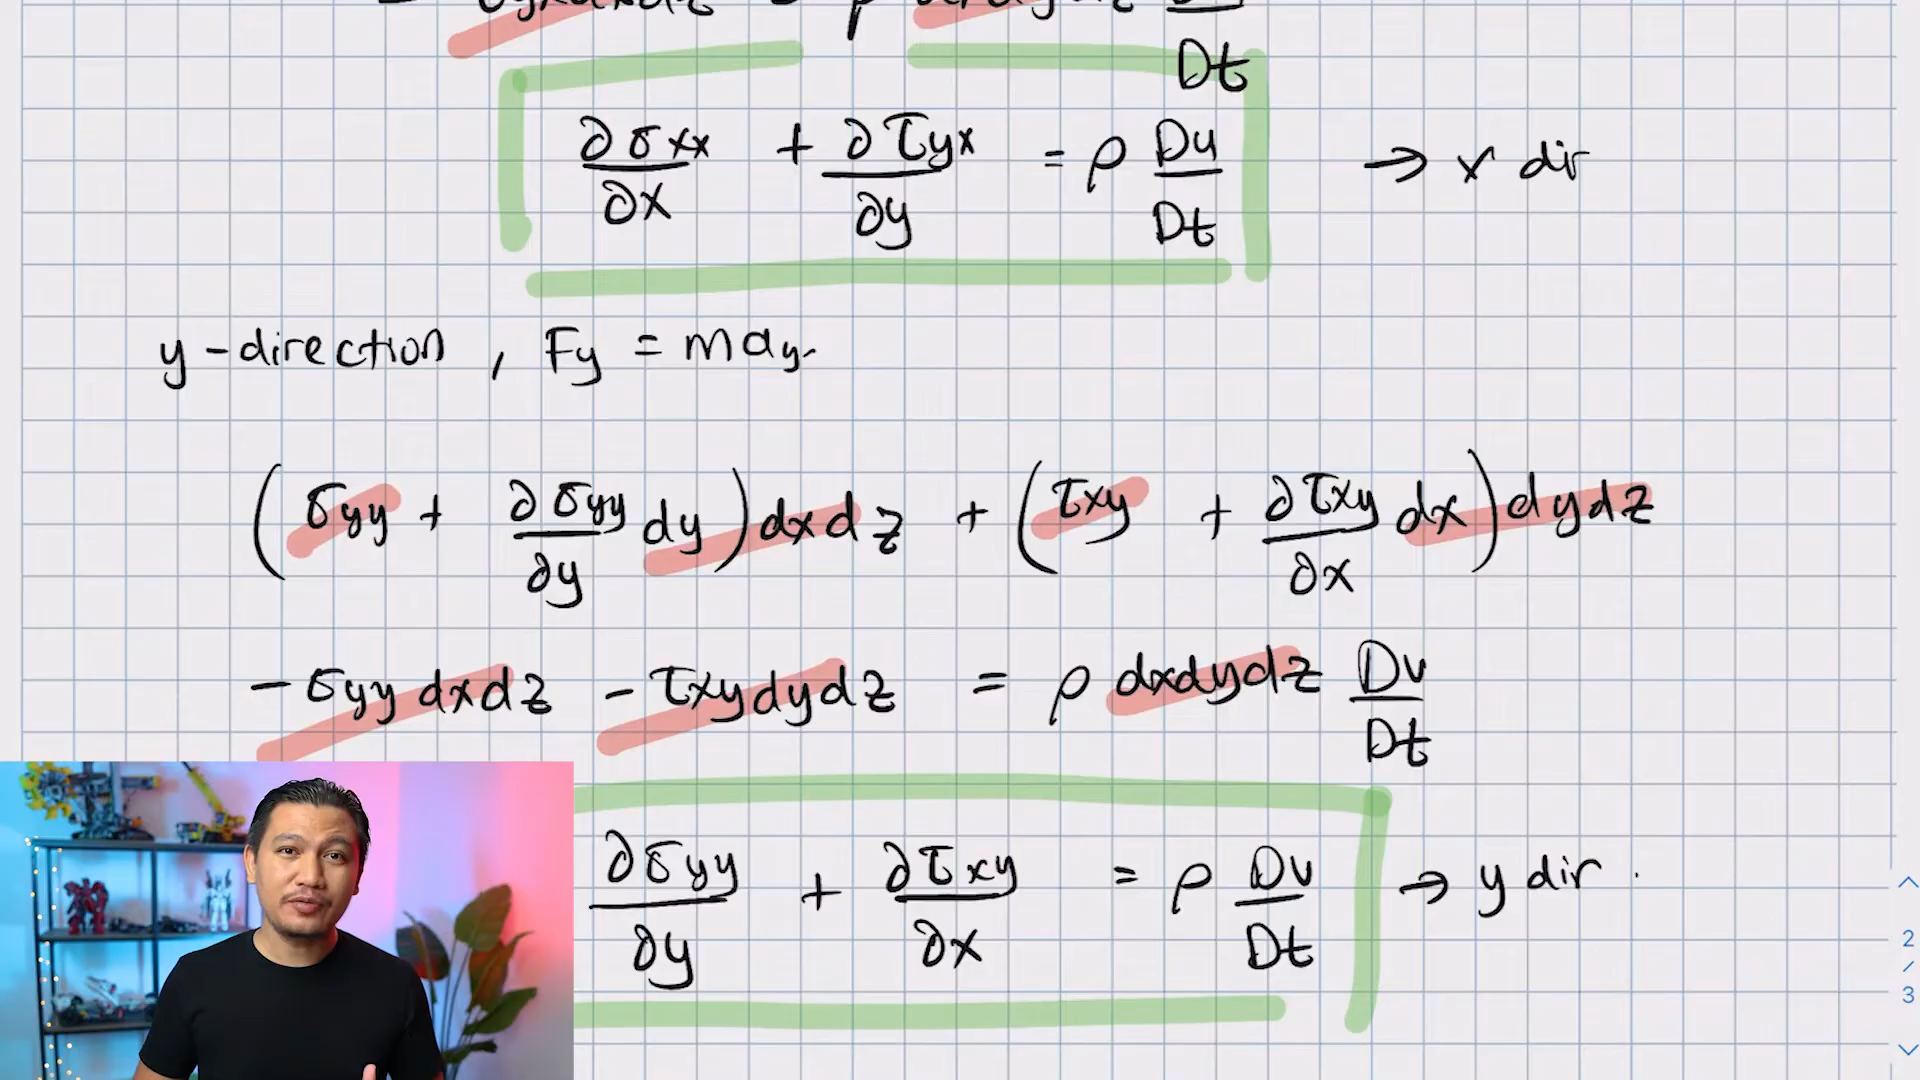 Dt
∂σxx/∂x + ∂τyx/∂y = ρ Du/Dt → x dir
y-direction, Fy = may.
(σyy + ∂σyy/∂y dy) dxdz + (τxy + ∂τxy/∂x dx) dydz
- σyy dxdz - τxy dydz = ρ dxdydz Dv/Dt
∂σyy/∂y + ∂τxy/∂x = ρ Dv/Dt → y dir.
2/3